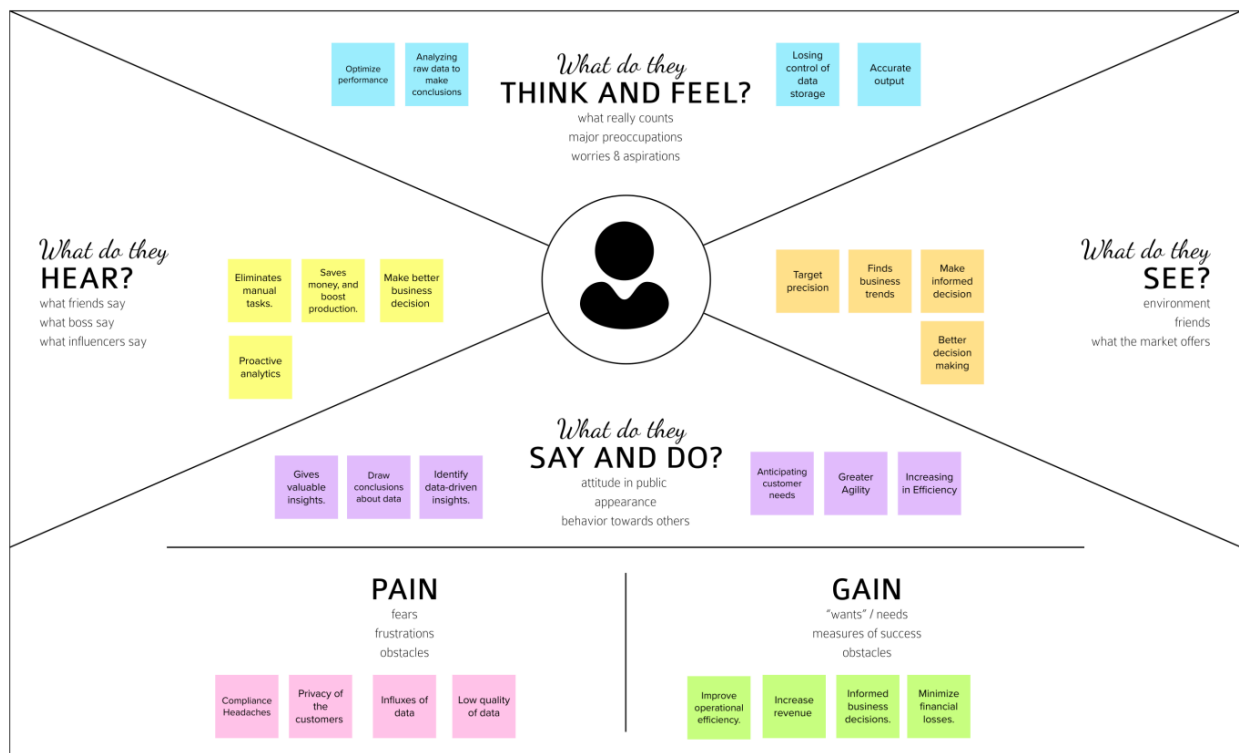 What do they
THINK AND FEEL?
what really counts
major preoccupations
worries & aspirations
Optimize
performance
Analyzing
raw data to
make
conclusions
Losing
control of
data
storage
Accurate
output
What do they
HEAR?
what friends say
what boss say
what influencers say
Eliminates
manual
tasks.
Saves
money, and
boost
production.
Make better
business
decision
Proactive
analytics
What do they
SEE?
environment
friends
what the market offers
Target
precision
Finds
business
trends
Make
informed
decision
Better
decision
making
What do they
SAY AND DO?
attitude in public
appearance
behavior towards others
Gives
valuable
insights.
Draw
conclusions
about data
Identify
data-driven
insights.
Anticipating
customer
needs
Greater
Agility
Increasing
in Efficiency
PAIN
fears
frustrations
obstacles
Compliance
Headaches
Privacy of
the
customers
Influxes of
data
Low quality
of data
GAIN
“wants” / needs
measures of success
obstacles
Improve
operational
efficiency.
Increase
revenue
Informed
business
decisions.
Minimize
financial
losses.